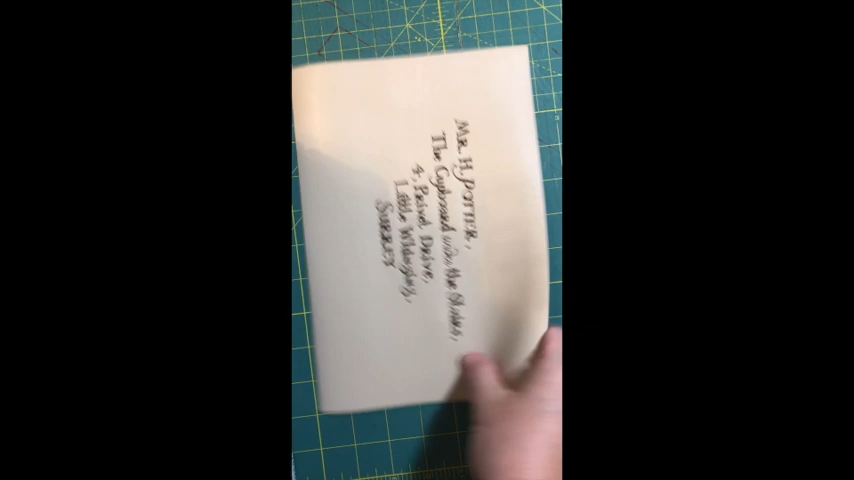 Mr. H. Potter,
The Cupboard under the Stairs,
4, Privet Drive,
Little Whinging,
Surrey